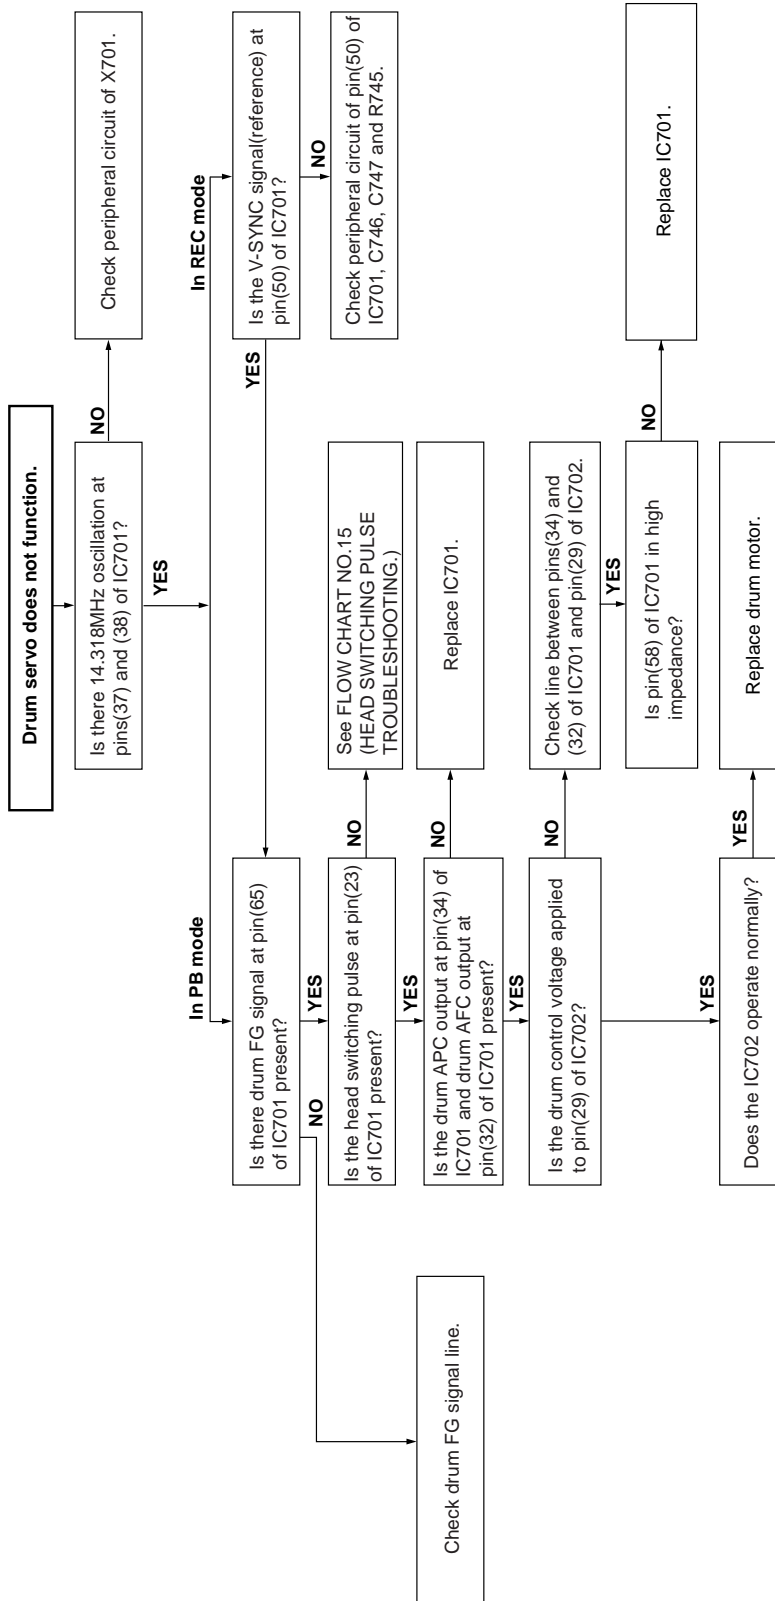 Drum servo does not function.
Is there 14.318MHz oscillation at
pins(37) and (38) of IC701?
NO
Check peripheral circuit of X701.
YES
In PB mode
In REC mode
Is the V-SYNC signal(reference) at
pin(50) of IC701?
NO
Check peripheral circuit of pin(50) of
IC701, C746, C747 and R745.
YES
Is there drum FG signal at pin(65)
of IC701 present?
NO
Check drum FG signal line.
YES
Is the head switching pulse at pin(23)
of IC701 present?
NO
See FLOW CHART NO.15
(HEAD SWITCHING PULSE
TROUBLESHOOTING.)
YES
Is the drum APC output at pin(34) of
IC701 and drum AFC output at
pin(32) of IC701 present?
NO
Replace IC701.
YES
Is the drum control voltage applied
to pin(29) of IC702?
NO
Check line between pins(34) and
(32) of IC701 and pin(29) of IC702.
YES
Is pin(58) of IC701 in high
impedance?
NO
Replace IC701.
YES
Does the IC702 operate normally?
YES
Replace drum motor.